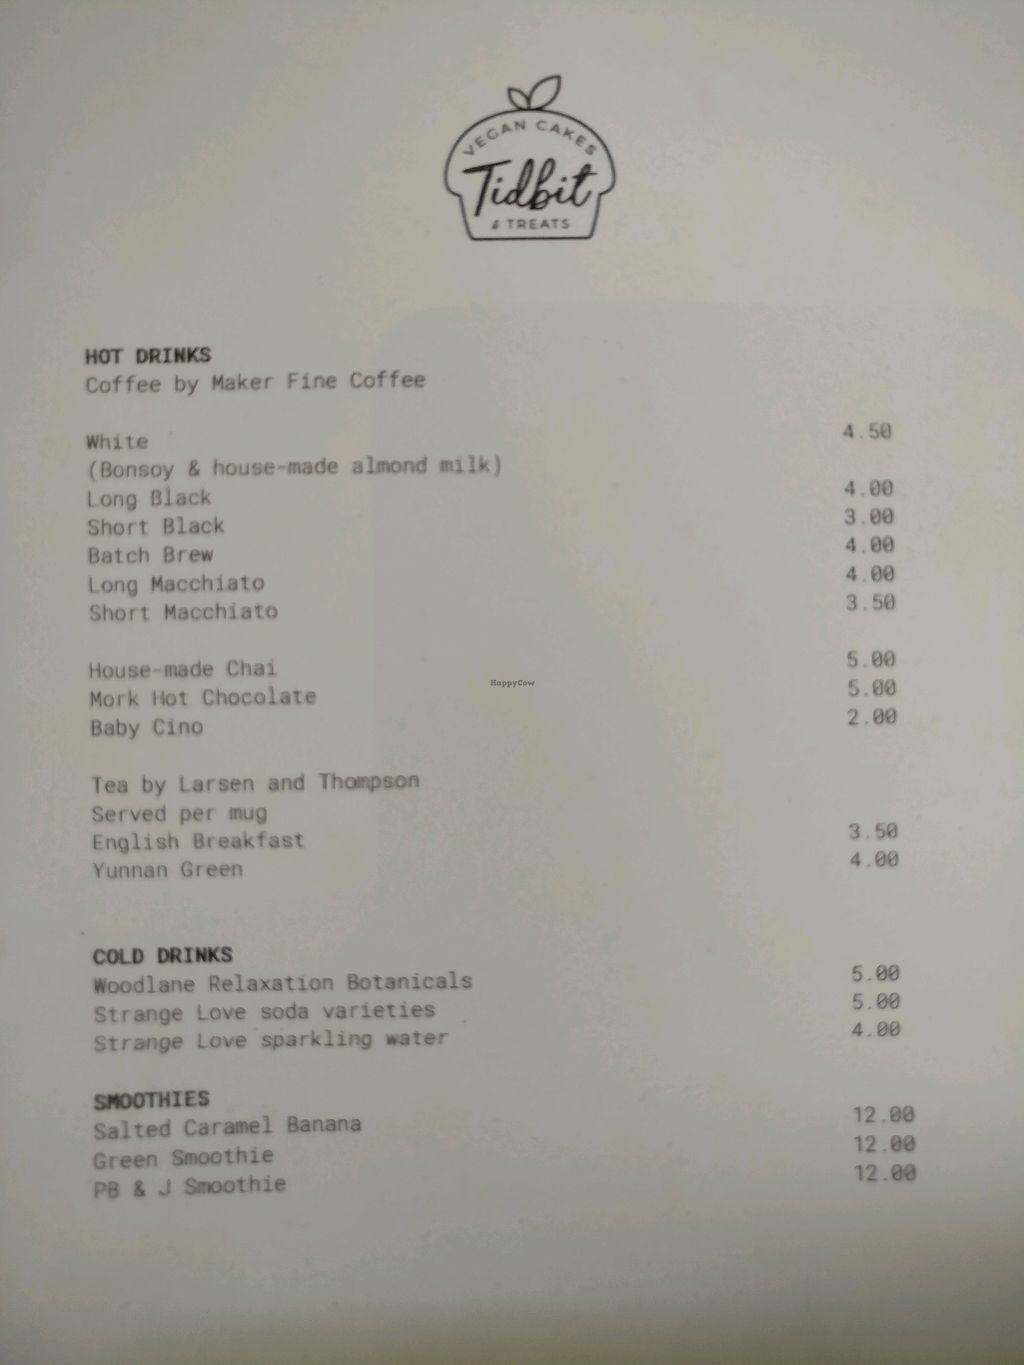 VEGAN CAKES
Tidbit
& TREATS
HOT DRINKS
Coffee by Maker Fine Coffee
White 4.50
(Bonsoy & house-made almond milk)
Long Black 4.00
Short Black 3.00
Batch Brew 4.00
Long Macchiato 4.00
Short Macchiato 3.50
House-made Chai 5.00
Mork Hot Chocolate 5.00
Baby Cino 2.00
Tea by Larsen and Thompson
Served per mug
English Breakfast 3.50
Yunnan Green 4.00
COLD DRINKS
Woodlane Relaxation Botanicals 5.00
Strange Love soda varieties 5.00
Strange Love sparkling water 4.00
SMOOTHIES
Salted Caramel Banana 12.00
Green Smoothie 12.00
PB & J Smoothie 12.00
HappyCow